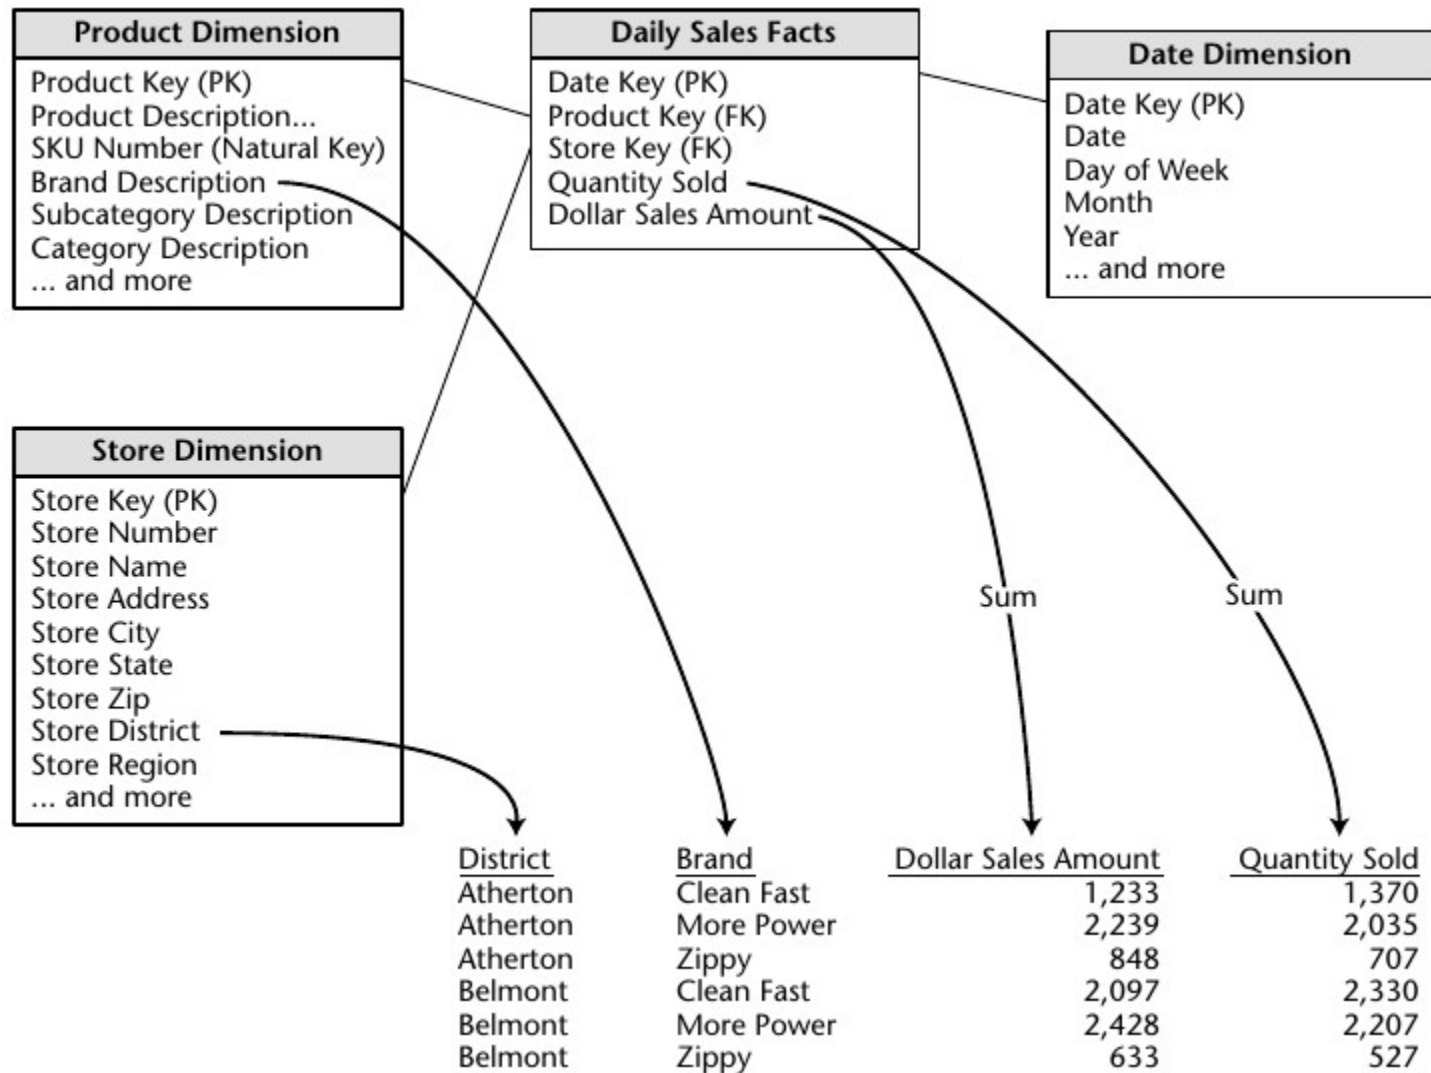 Product Dimension
Product Key (PK)
Product Description...
SKU Number (Natural Key)
Brand Description
Subcategory Description
Category Description
... and more
Daily Sales Facts
Date Key (PK)
Product Key (FK)
Store Key (FK)
Quantity Sold
Dollar Sales Amount
Date Dimension
Date Key (PK)
Date
Day of Week
Month
Year
... and more
Store Dimension
Store Key (PK)
Store Number
Store Name
Store Address
Store City
Store State
Store Zip
Store District
Store Region
... and more
Sum
Sum
District Brand Dollar Sales Amount Quantity Sold
Atherton Clean Fast 1,233 1,370
Atherton More Power 2,239 2,035
Atherton Zippy 848 707
Belmont Clean Fast 2,097 2,330
Belmont More Power 2,428 2,207
Belmont Zippy 633 527